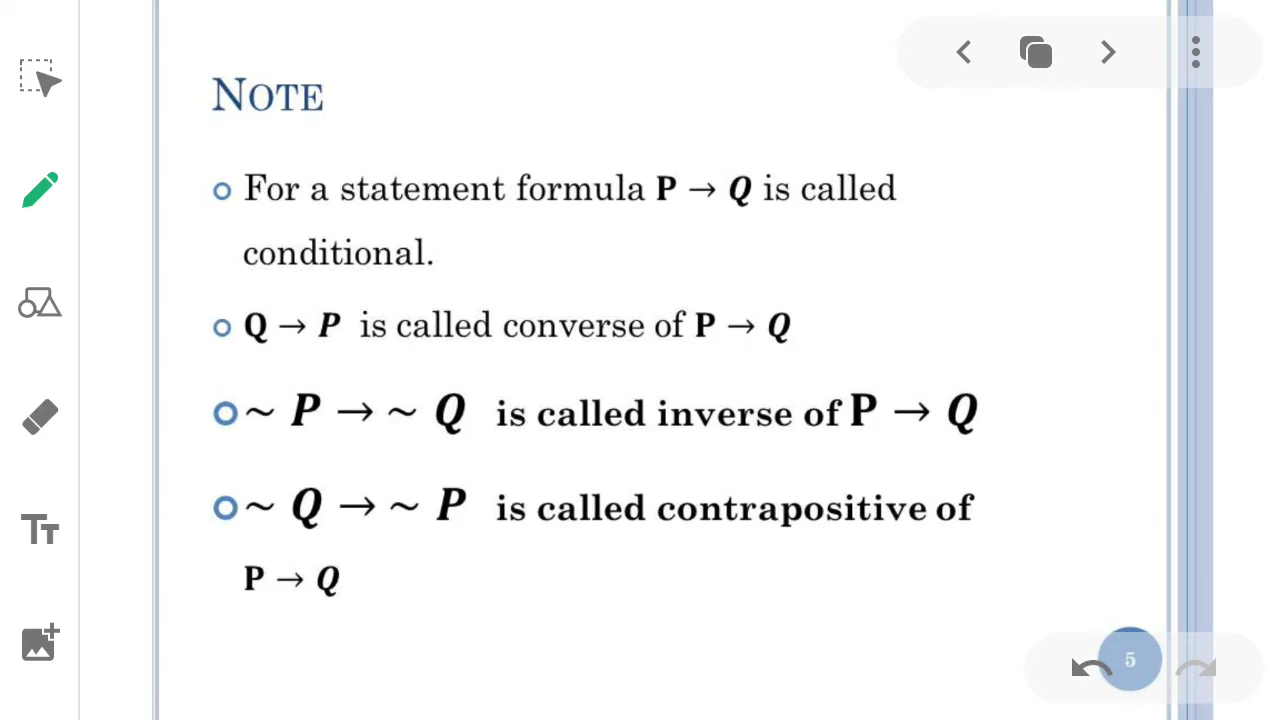 NOTE
For a statement formula P → Q is called
conditional.
Q → P is called converse of P → Q
~ P → ~ Q is called inverse of P → Q
~ Q → ~ P is called contrapositive of
P → Q
5
Tт